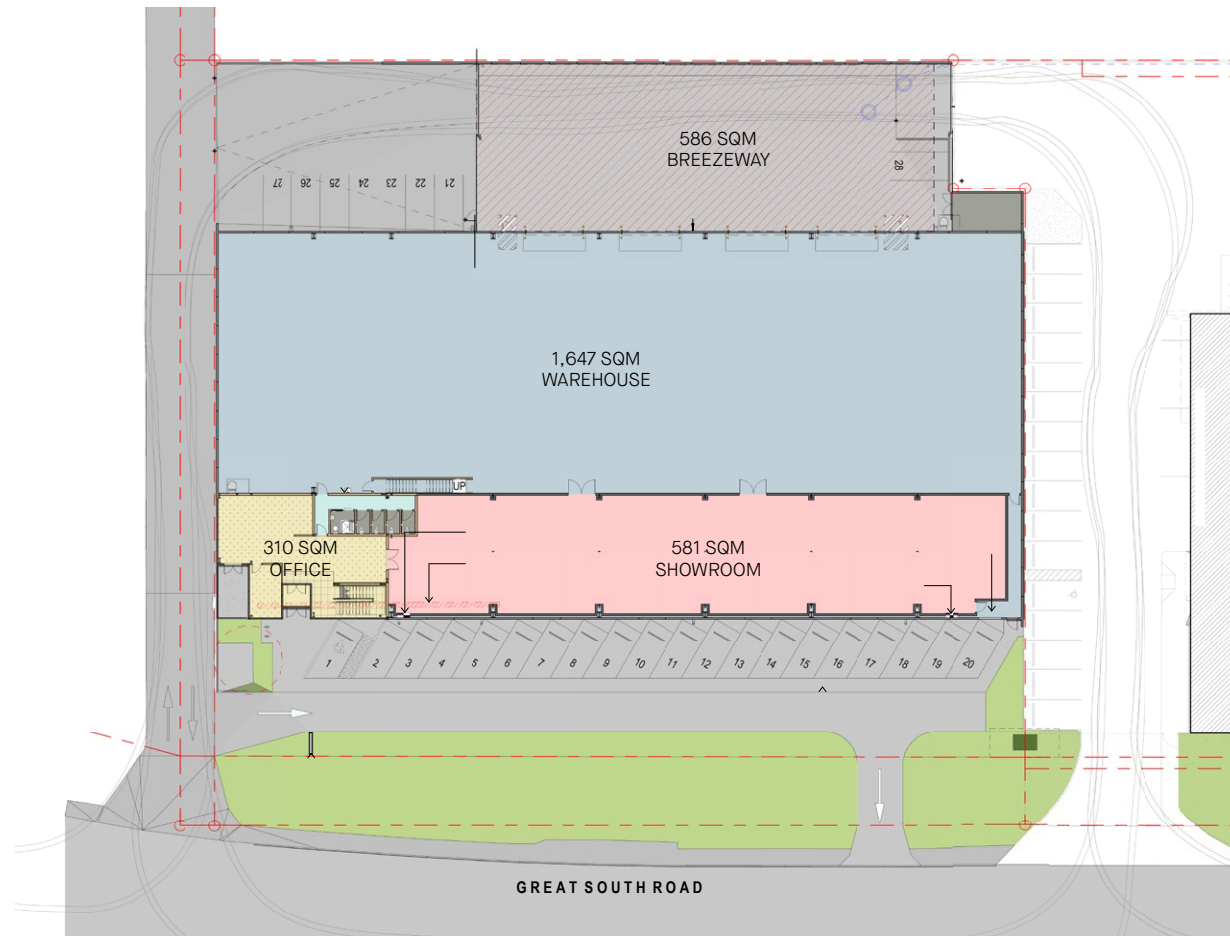 586 SQM
BREEZEWAY
28
27 26 25 24 23 22 21
1,647 SQM
WAREHOUSE
UP
310 SQM
OFFICE
581 SQM
SHOWROOM
1 2 3 4 5 6 7 8 9 10 11 12 13 14 15 16 17 18 19 20
GREAT SOUTH ROAD